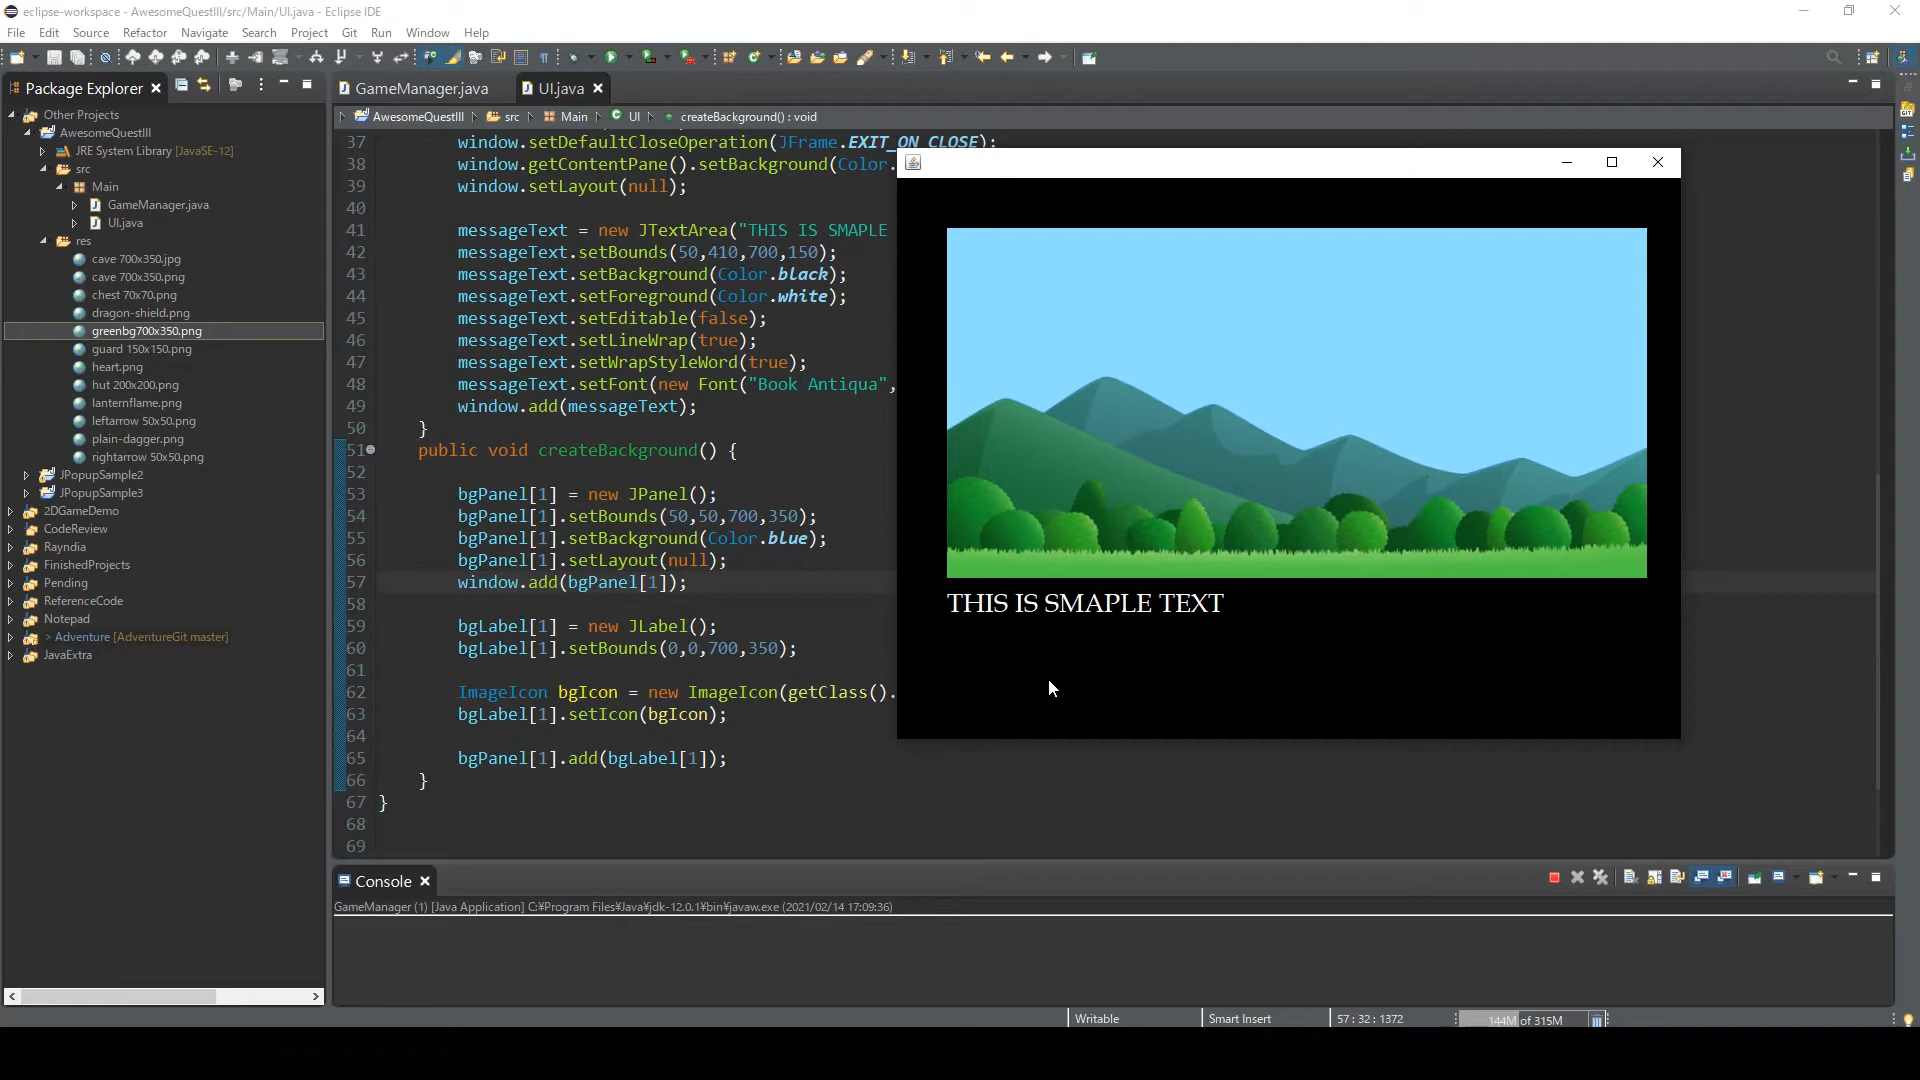 eclipse-workspace - AwesomeQuestIII/src/Main/UI.java - Eclipse IDE
File Edit Source Refactor Navigate Search Project Git Run Window Help
Package Explorer
GameManager.java
UI.java
AwesomeQuestIII src Main UI createBackground() : void
Other Projects
AwesomeQuestIII
JRE System Library [JavaSE-12]
src
Main
GameManager.java
UI.java
res
cave 700x350.jpg
cave 700x350.png
chest 70x70.png
dragon-shield.png
greenbg700x350.png
guard 150x150.png
heart.png
hut 200x200.png
lanternflame.png
leftarrow 50x50.png
plain-dagger.png
rightarrow 50x50.png
JPopupSample2
JPopupSample3
2DGameDemo
CodeReview
Rayndia
FinishedProjects
Pending
ReferenceCode
Notepad
> Adventure [AdventureGit master]
JavaExtra
37 window.setDefaultCloseOperation(JFrame.EXIT_ON_CLOSE);
38 window.getContentPane().setBackground(Color.
39 window.setLayout(null);
40
41 messageText = new JTextArea("THIS IS SMAPLE
42 messageText.setBounds(50,410,700,150);
43 messageText.setBackground(Color.black);
44 messageText.setForeground(Color.white);
45 messageText.setEditable(false);
46 messageText.setLineWrap(true);
47 messageText.setWrapStyleWord(true);
48 messageText.setFont(new Font("Book Antiqua",
49 window.add(messageText);
50 }
51 public void createBackground() {
52
53 bgPanel[1] = new JPanel();
54 bgPanel[1].setBounds(50,50,700,350);
55 bgPanel[1].setBackground(Color.blue);
56 bgPanel[1].setLayout(null);
57 window.add(bgPanel[1]);
58
59 bgLabel[1] = new JLabel();
60 bgLabel[1].setBounds(0,0,700,350);
61
62 ImageIcon bgIcon = new ImageIcon(getClass().
63 bgLabel[1].setIcon(bgIcon);
64
65 bgPanel[1].add(bgLabel[1]);
66 }
67 }
68
69
THIS IS SMAPLE TEXT
Console
GameManager (1) [Java Application] C:¥Program Files¥Java¥jdk-12.0.1¥bin¥javaw.exe (2021/02/14 17:09:36)
Writable Smart Insert 57 : 32 : 1372 144M of 315M